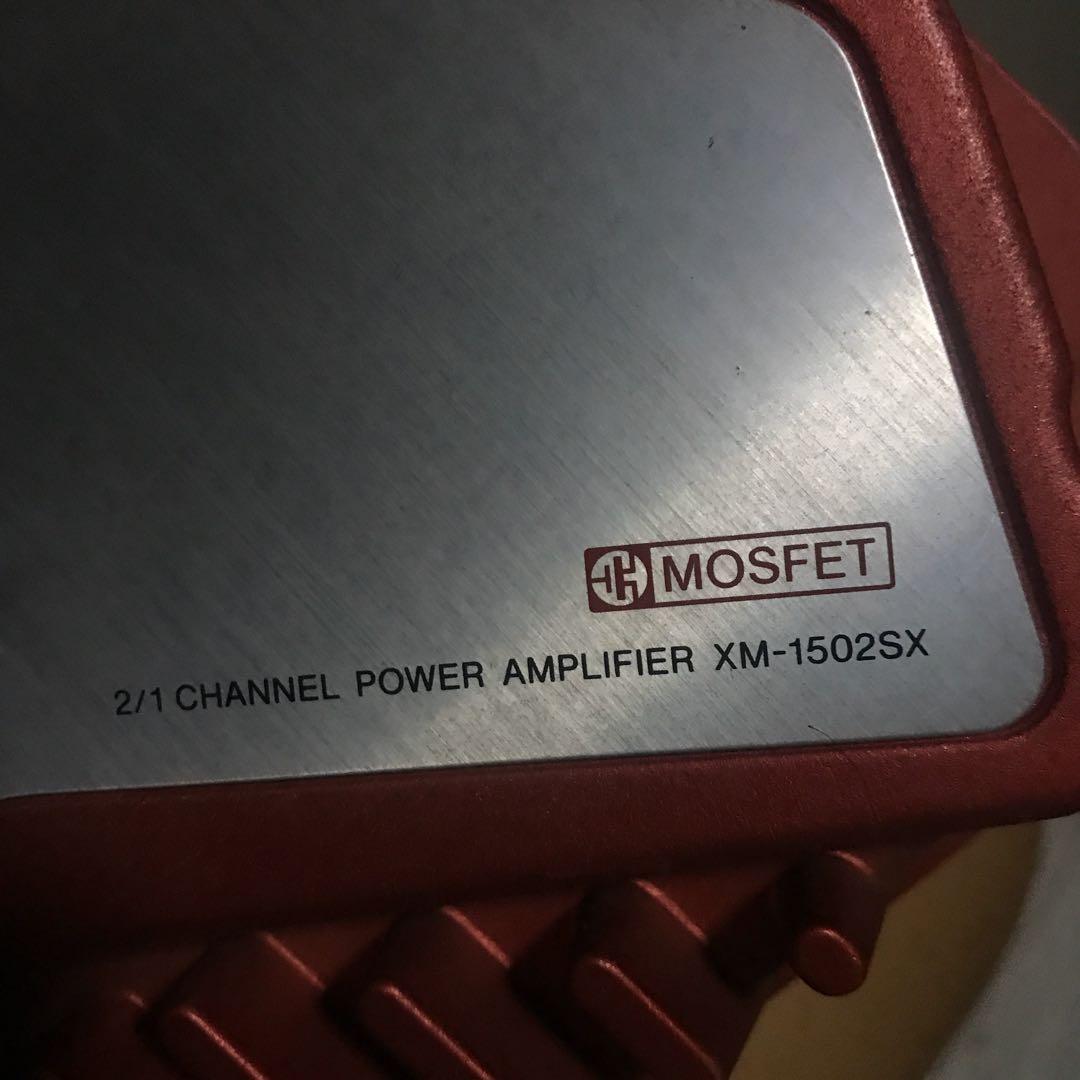 MOSFET
2/1 CHANNEL POWER AMPLIFIER XM-1502SX